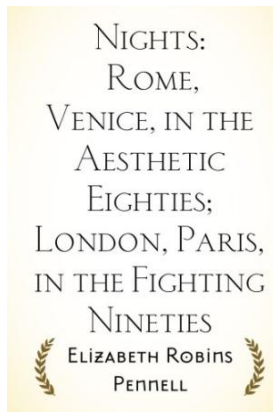 Nights:
Rome,
Venice, in the
Aesthetic
Eighties;
London, Paris,
in the Fighting
Nineties
Elizabeth Robins
Pennell